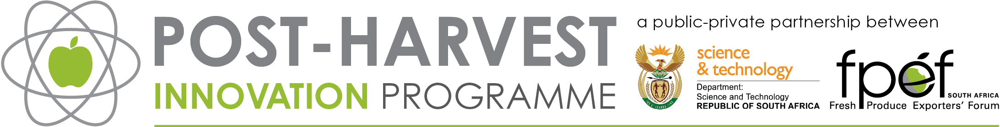 POST-HARVEST
INNOVATION PROGRAMME
a public-private partnership between
science
& technology
Department:
Science and Technology
REPUBLIC OF SOUTH AFRICA
fpéf
SOUTH AFRICA
Fresh Produce Exporters' Forum